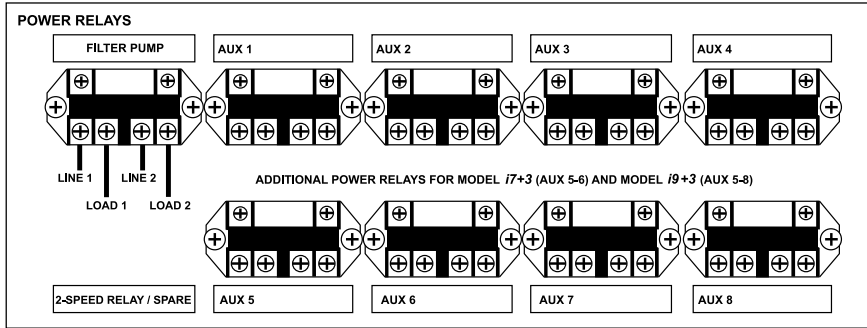 POWER RELAYS
FILTER PUMP
AUX 1
AUX 2
AUX 3
AUX 4
LINE 1
LINE 2
LOAD 1
LOAD 2
ADDITIONAL POWER RELAYS FOR MODEL i7+3 (AUX 5-6) AND MODEL i9+3 (AUX 5-8)
2-SPEED RELAY / SPARE
AUX 5
AUX 6
AUX 7
AUX 8